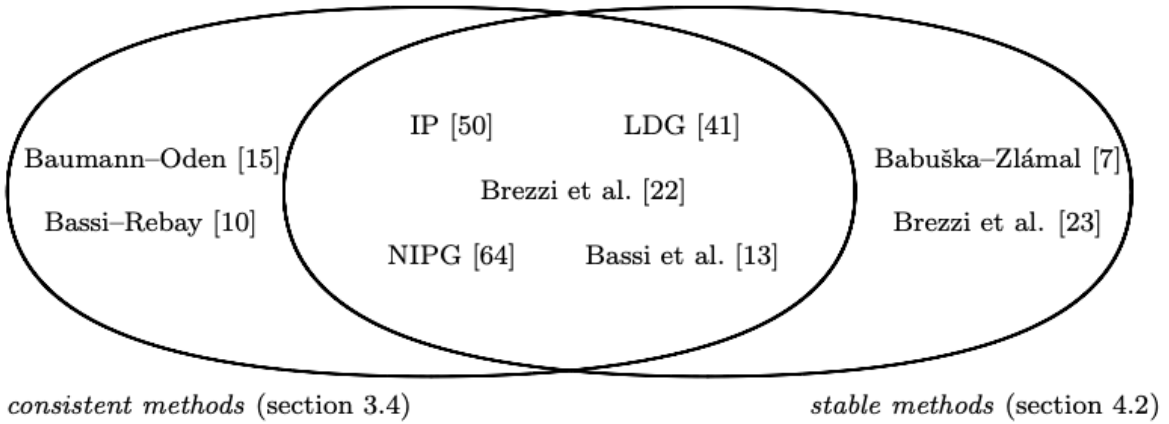 IP [50]
LDG [41]
Baumann–Oden [15]
Babuška–Zlámal [7]
Brezzi et al. [22]
Bassi–Rebay [10]
Brezzi et al. [23]
NIPG [64]
Bassi et al. [13]
consistent methods (section 3.4)
stable methods (section 4.2)